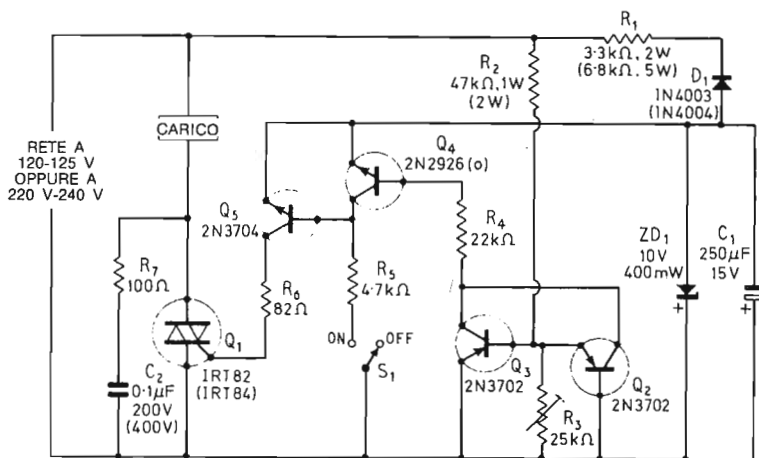 R1
3·3kΩ, 2W
(6·8kΩ, 5W)
R2
47kΩ, 1W
(2W)
D1
1N4003
(1N4004)
CARICO
RETE A
120-125 V
OPPURE A
220 V-240 V
Q4
2N2926(o)
Q5
2N3704
R4
22kΩ
ZD1
10V
400mW
C1
250µF
15V
+
+
R7
100Ω
R6
82Ω
R5
4·7kΩ
ON
OFF
S1
Q1
IRT82
(IRT84)
C2
0·1µF
200V
(400V)
Q3
2N3702
Q2
2N3702
R3
25kΩ